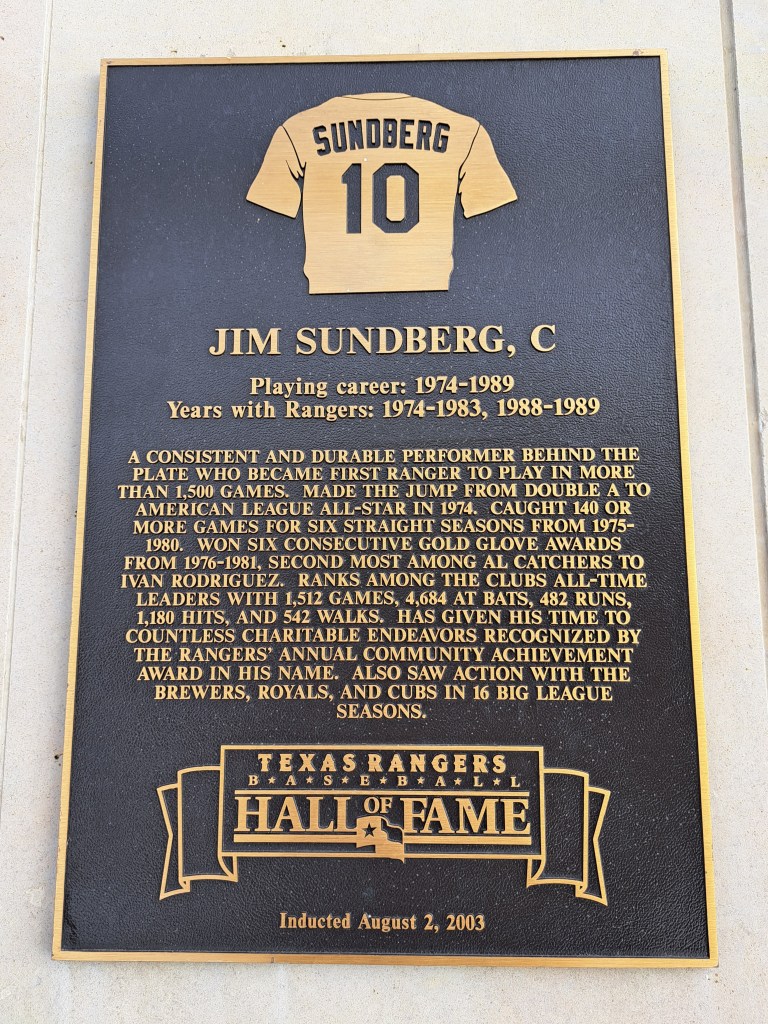 SUNDBERG
10
JIM SUNDBERG, C
Playing career: 1974-1989
Years with Rangers: 1974-1983, 1988-1989
A CONSISTENT AND DURABLE PERFORMER BEHIND THE
PLATE WHO BECAME FIRST RANGER TO PLAY IN MORE
THAN 1,500 GAMES. MADE THE JUMP FROM DOUBLE A TO
AMERICAN LEAGUE ALL-STAR IN 1974. CAUGHT 140 OR
MORE GAMES FOR SIX STRAIGHT SEASONS FROM 1975-
1980. WON SIX CONSECUTIVE GOLD GLOVE AWARDS
FROM 1976-1981, SECOND MOST AMONG AL CATCHERS TO
IVAN RODRIGUEZ. RANKS AMONG THE CLUBS ALL-TIME
LEADERS WITH 1,512 GAMES, 4,684 AT BATS, 482 RUNS,
1,180 HITS, AND 542 WALKS. HAS GIVEN HIS TIME TO
COUNTLESS CHARITABLE ENDEAVORS RECOGNIZED BY
THE RANGERS' ANNUAL COMMUNITY ACHIEVEMENT
AWARD IN HIS NAME. ALSO SAW ACTION WITH THE
BREWERS, ROYALS, AND CUBS IN 16 BIG LEAGUE
SEASONS.
TEXAS RANGERS
B★A★S★E★B★A★L★L
HALL OF FAME
Inducted August 2, 2003